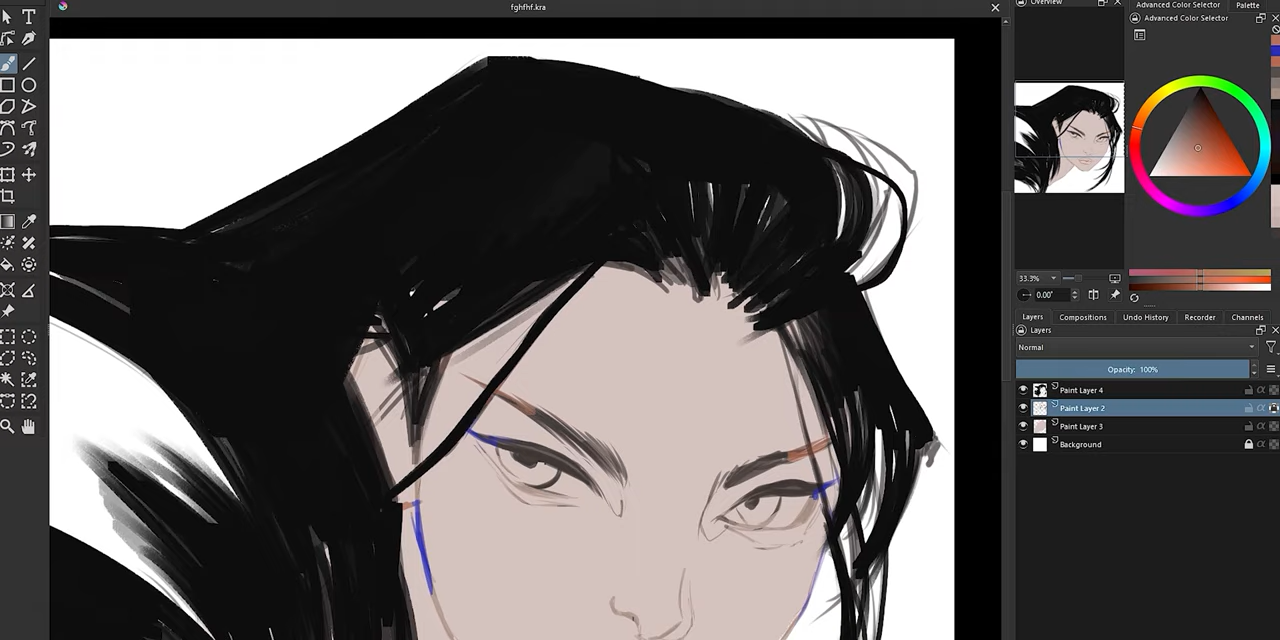 fghfhf.kra
Overview
Advanced Color Selector
Palette
Advanced Color Selector
33.3%
0.00°
Layers
Compositions
Undo History
Recorder
Channels
Layers
Normal
Opacity: 100%
Paint Layer 4
Paint Layer 2
Paint Layer 3
Background